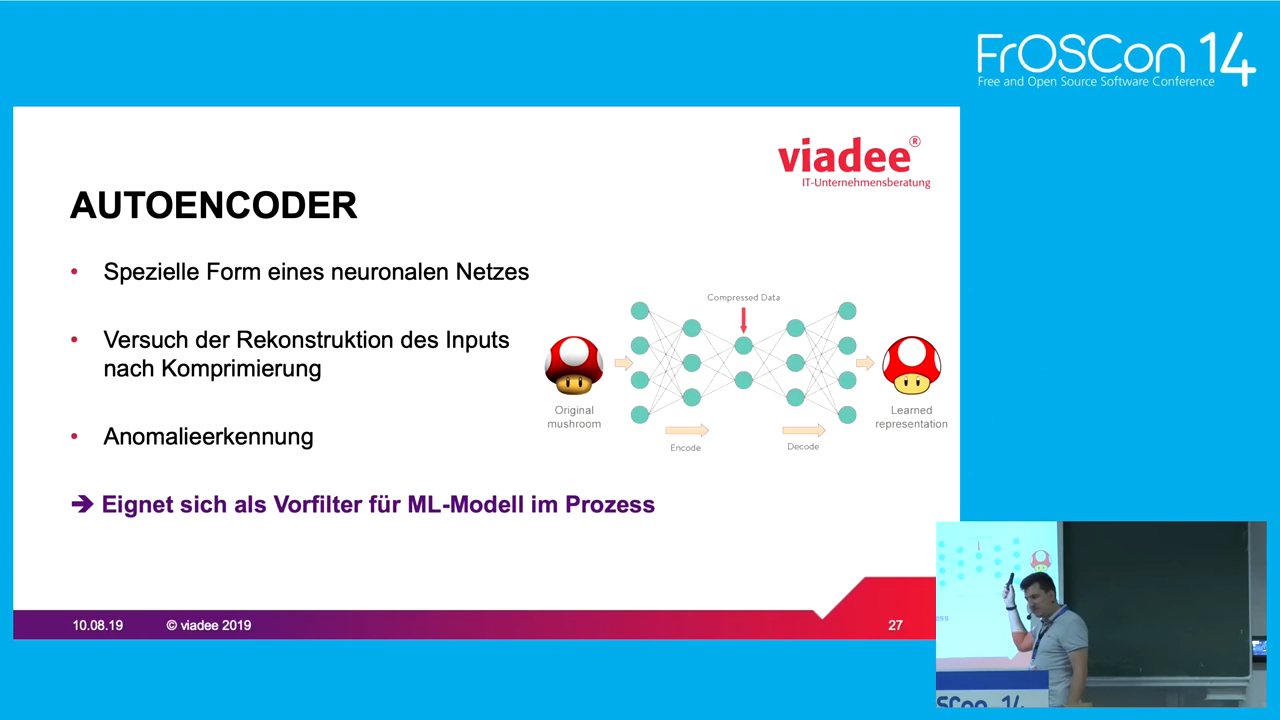 FrOSCon 14
Free and Open Source Software Conference
viadee®
IT-Unternehmensberatung
AUTOENCODER
• Spezielle Form eines neuronalen Netzes
• Versuch der Rekonstruktion des Inputs
nach Komprimierung
• Anomalieerkennung
➔ Eignet sich als Vorfilter für ML-Modell im Prozess
Compressed Data
Original
mushroom
Learned
representation
Encode
Decode
10.08.19
© viadee 2019
27
SCon 14